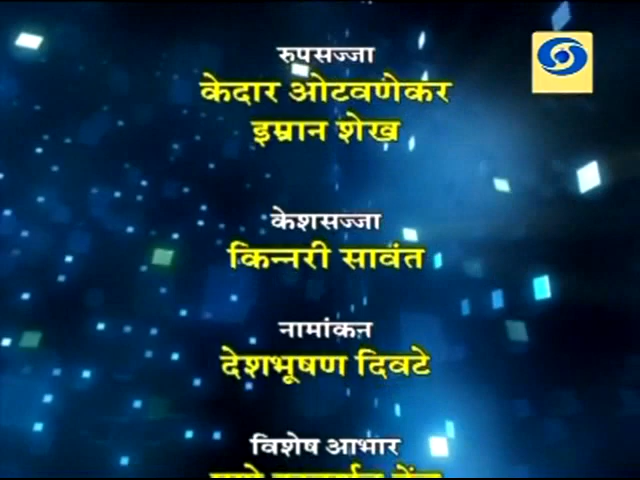 रुपसज्जा
केदार ओटवणेकर
इम्रान शेख
केशसज्जा
किन्नरी सावंत
नामांकन
देशभूषण दिवटे
विशेष आभार